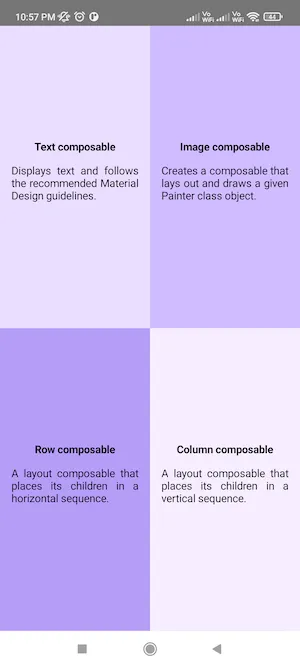 10:57 PM
Vo
WiFi
Vo
WiFi
44
Text composable
Displays text and follows
the recommended Material
Design guidelines.
Image composable
Creates a composable that
lays out and draws a given
Painter class object.
Row composable
A layout composable that
places its children in a
horizontal sequence.
Column composable
A layout composable that
places its children in a
vertical sequence.